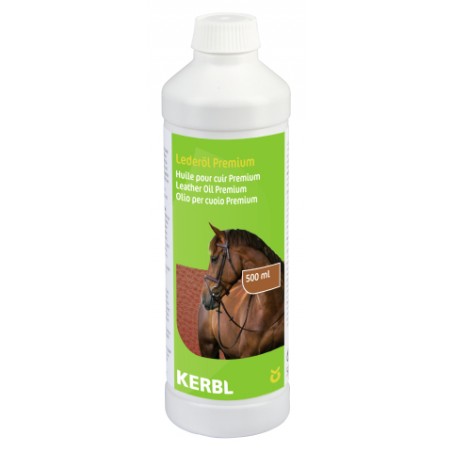 Lederöl Premium
Huile pour cuir Premium
Leather Oil Premium
Olio per cuoio Premium
500 ml
KERBL